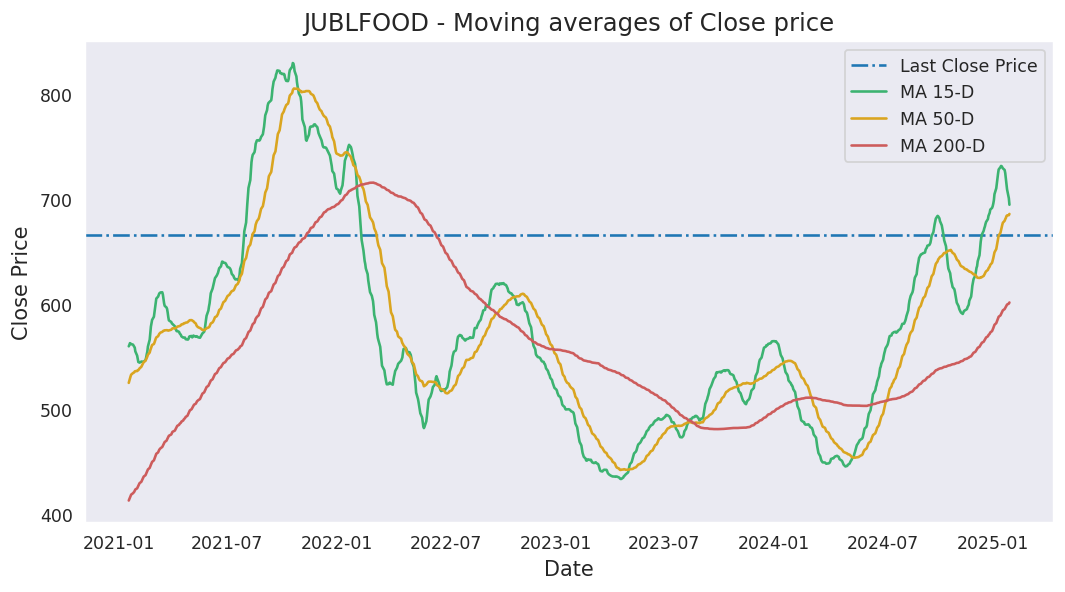 JUBLFOOD - Moving averages of Close price
Last Close Price
MA 15-D
MA 50-D
MA 200-D
Close Price
800
700
600
500
400
2021-01 2021-07 2022-01 2022-07 2023-01 2023-07 2024-01 2024-07 2025-01
Date